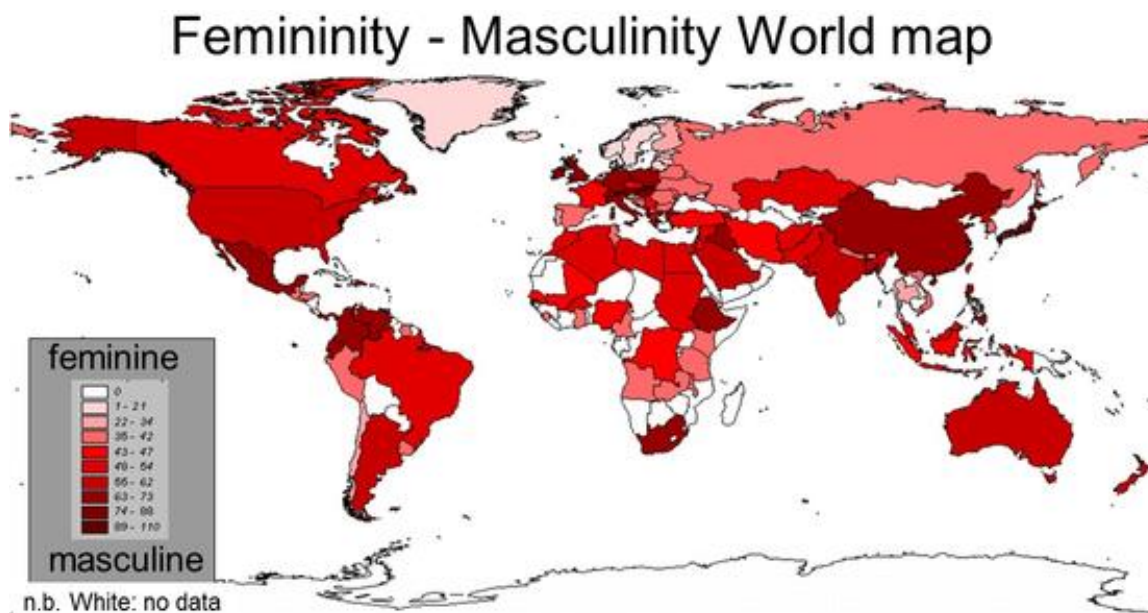 Femininity - Masculinity World map
feminine
0
1 - 21
22 - 34
35 - 42
43 - 47
48 - 54
55 - 62
63 - 73
74 - 88
89 - 110
masculine
n.b. White: no data